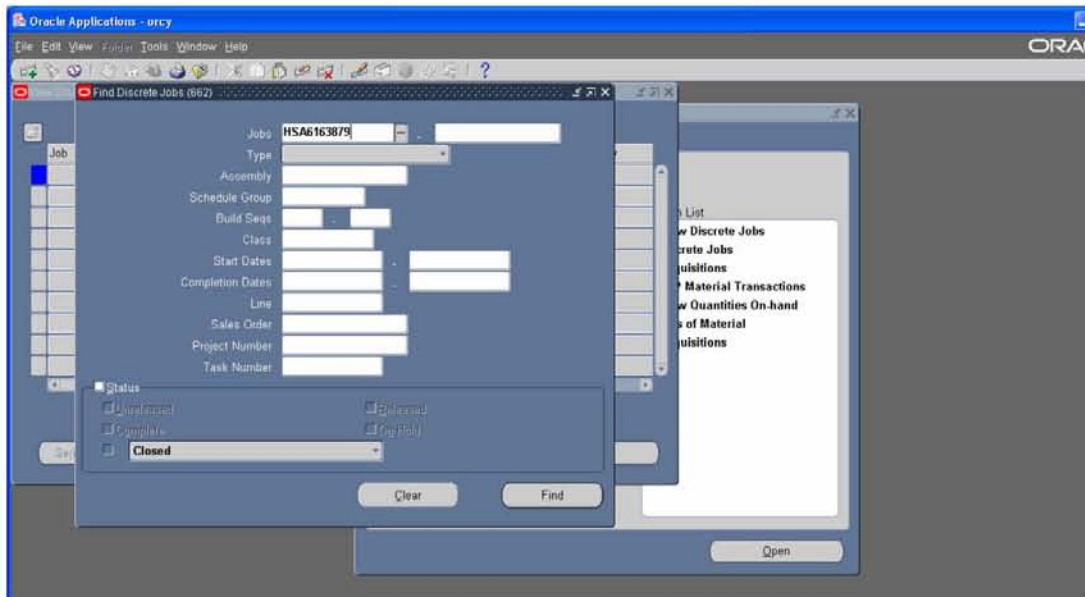 Oracle Applications - orcy
File Edit View Folder Tools Window Help
ORA
Find Discrete Jobs (662)
Jobs HSA6163879 -
Job
Type
Assembly
Schedule Group
Build Seqs -
Class
Start Dates -
Completion Dates -
Line
Sales Order
Project Number
Task Number
Status
Unreleased Released
Complete On Hold
Closed
Clear Find
List
w Discrete Jobs
crete Jobs
uisitions
Material Transactions
w Quantities On-hand
s of Material
uisitions
Open